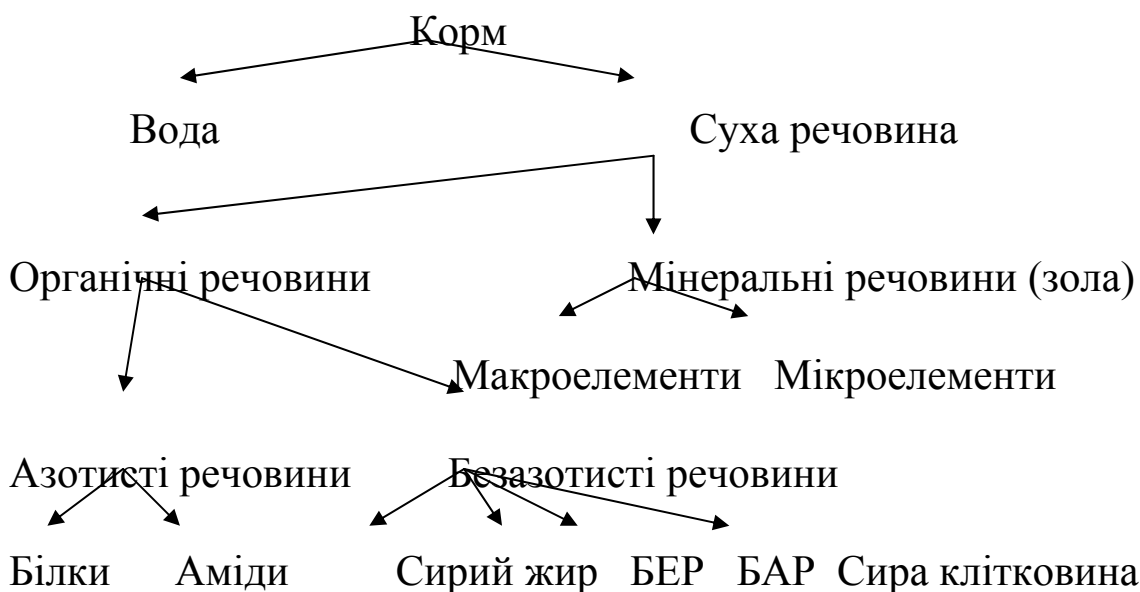 Корм
Вода Суха речовина
Органічні речовини Мінеральні речовини (зола)
Макроелементи Мікроелементи
Азотисті речовини Безазотисті речовини
Білки Аміди Сирий жир БЕР БАР Сира клітковина